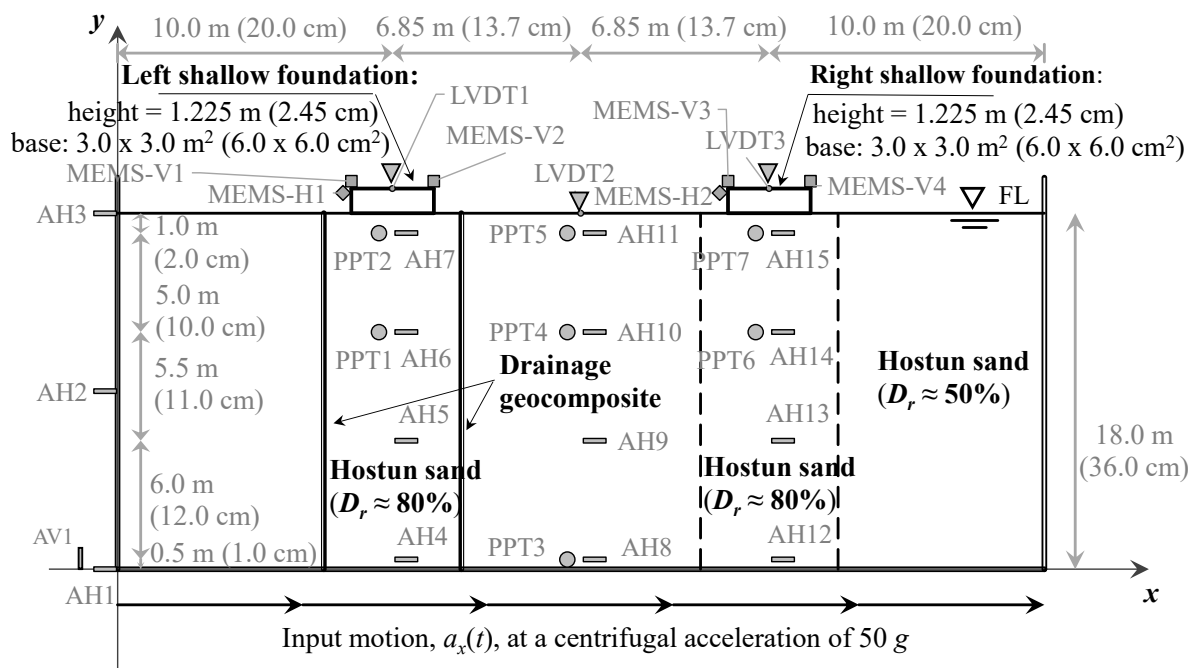 y
10.0 m (20.0 cm)
6.85 m (13.7 cm)
6.85 m (13.7 cm)
10.0 m (20.0 cm)
Left shallow foundation:
height = 1.225 m (2.45 cm)
base: 3.0 x 3.0 m² (6.0 x 6.0 cm²)
LVDT1
MEMS-V2
MEMS-V1
MEMS-H1
Right shallow foundation:
height = 1.225 m (2.45 cm)
base: 3.0 x 3.0 m² (6.0 x 6.0 cm²)
MEMS-V3
LVDT3
LVDT2
MEMS-H2
MEMS-V4
FL
AH3
1.0 m
(2.0 cm)
PPT2
AH7
PPT5
AH11
PPT7
AH15
5.0 m
(10.0 cm)
PPT1
AH6
PPT4
AH10
PPT6
AH14
5.5 m
(11.0 cm)
Drainage
geocomposite
Hostun sand
(Dr ≈ 50%)
AH2
AH5
AH9
AH13
18.0 m
(36.0 cm)
Hostun sand
(Dr ≈ 80%)
Hostun sand
(Dr ≈ 80%)
6.0 m
(12.0 cm)
AV1
0.5 m (1.0 cm)
AH4
PPT3
AH8
AH12
AH1
x
Input motion, ax(t), at a centrifugal acceleration of 50 g